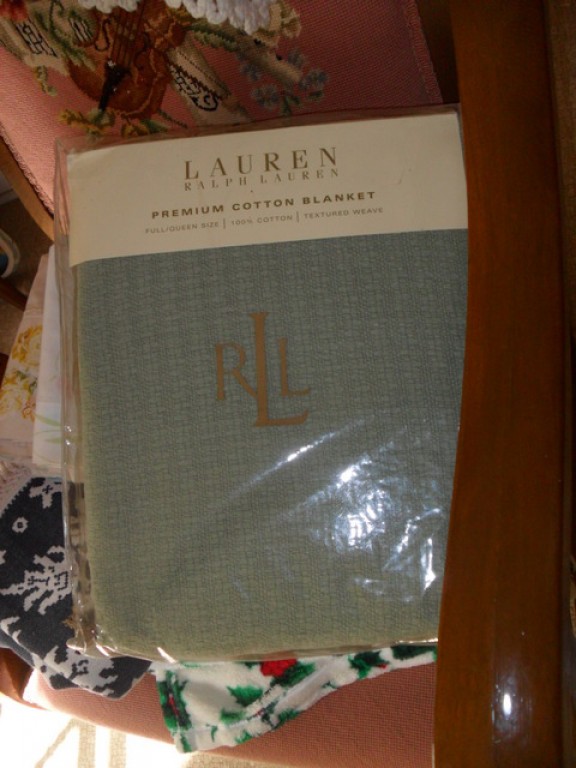 LAUREN
RALPH LAUREN
PREMIUM COTTON BLANKET
FULL/QUEEN SIZE | 100% COTTON | TEXTURED WEAVE
RLL